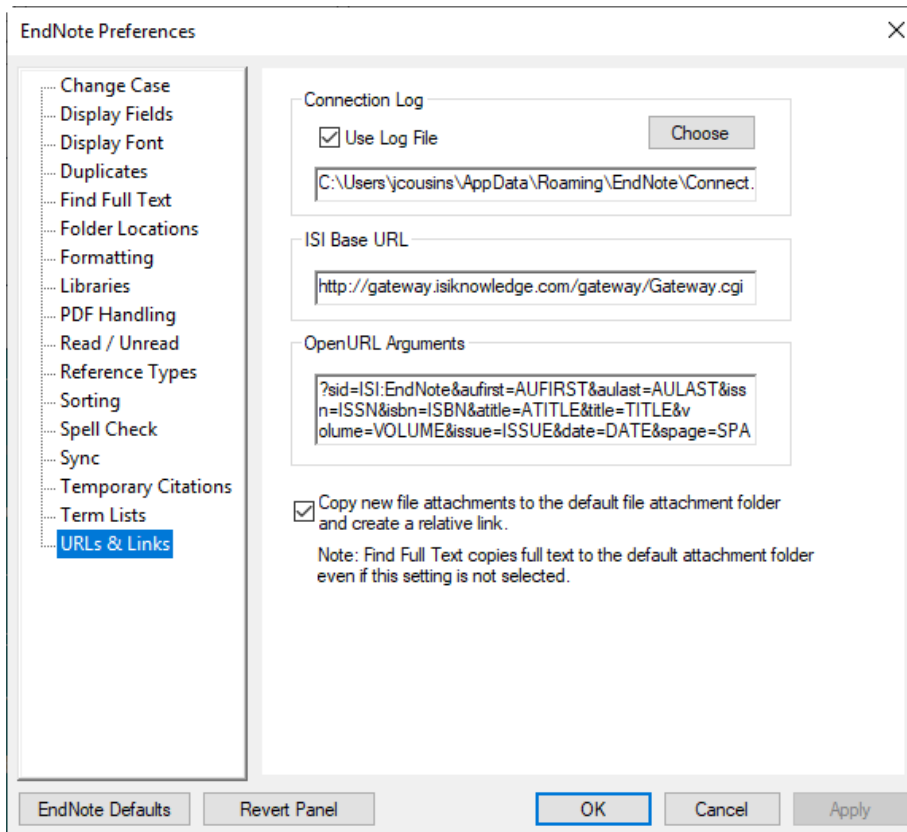 EndNote Preferences
Change Case
Display Fields
Display Font
Duplicates
Find Full Text
Folder Locations
Formatting
Libraries
PDF Handling
Read / Unread
Reference Types
Sorting
Spell Check
Sync
Temporary Citations
Term Lists
URLs & Links
Connection Log
Use Log File
Choose
C:\Users\jcousins\AppData\Roaming\EndNote\Connect.
ISI Base URL
http://gateway.isiknowledge.com/gateway/Gateway.cgi
OpenURL Arguments
?sid=ISI:EndNote&aufirst=AUFIRST&aulast=AULAST&iss
n=ISSN&isbn=ISBN&atitle=ATITLE&title=TITLE&v
olume=VOLUME&issue=ISSUE&date=DATE&spage=SPA
Copy new file attachments to the default file attachment folder
and create a relative link.
Note: Find Full Text copies full text to the default attachment folder
even if this setting is not selected.
EndNote Defaults
Revert Panel
OK
Cancel
Apply